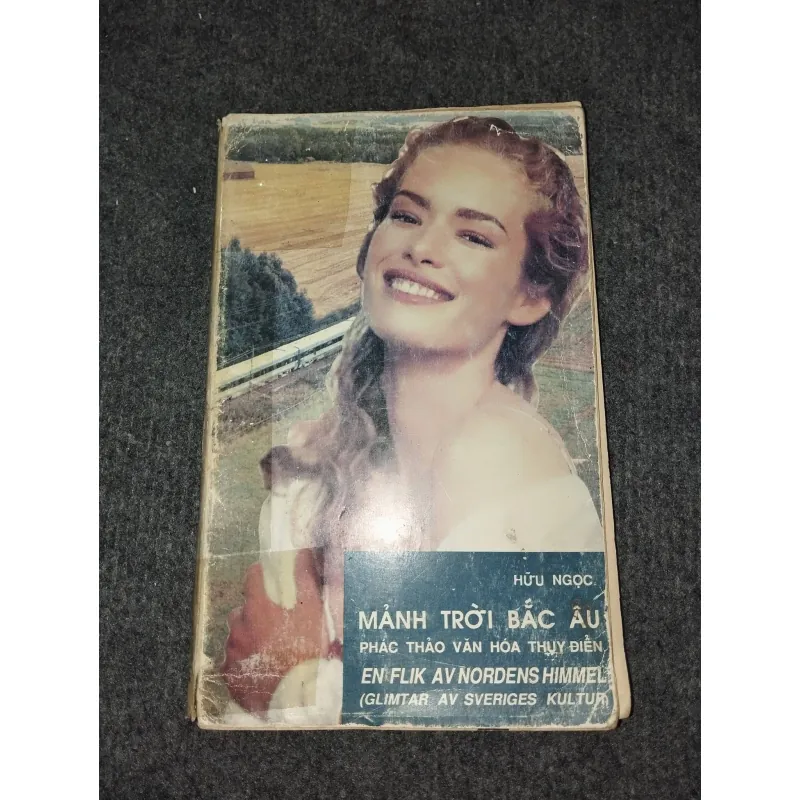 HỮU NGỌC
MẢNH TRỜI BẮC ÂU
PHÁC THẢO VĂN HÓA THỤY ĐIỂN
EN FLIK AV NORDENS HIMMEL
(GLIMTAR AV SVERIGES KULTUR)